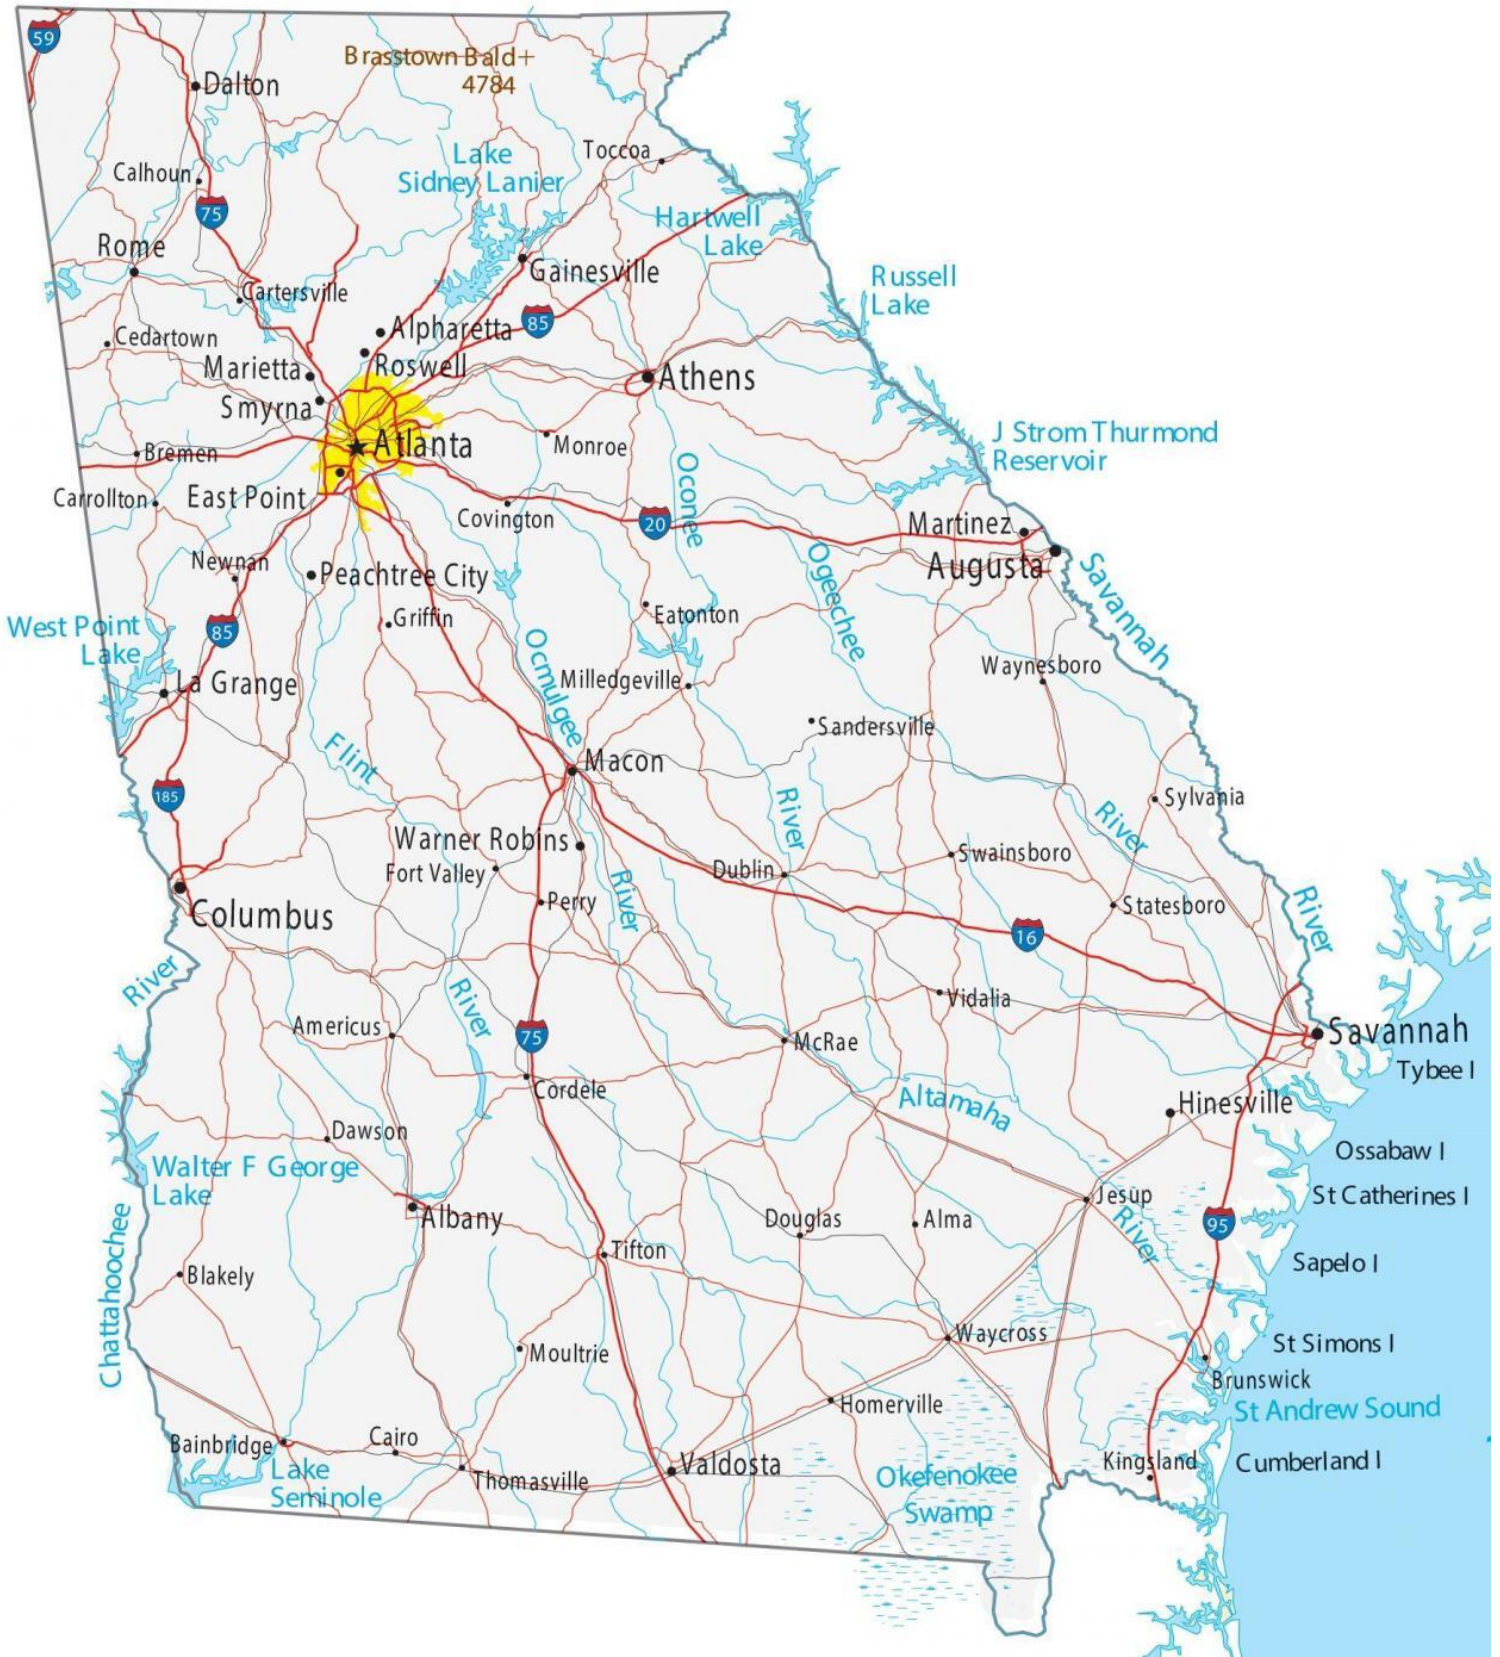 59
Brasstown Bald
4784
Dalton
Lake
Sidney Lanier
Toccoa
Calhoun
75
Hartwell
Lake
Rome
Gainesville
Russell
Lake
Cartersville
85
Alpharetta
Cedartown
Marietta
Roswell
Athens
Smyrna
Atlanta
J Strom Thurmond
Reservoir
Monroe
Bremen
Oconee
Carrollton
East Point
Covington
20
Martinez
Augusta
Ogeechee
Savannah
Newnan
Peachtree City
West Point
Lake
85
Griffin
Eatonton
Ocmulgee
Waynesboro
La Grange
Milledgeville
Sandersville
Flint
Macon
185
River
Sylvania
River
Warner Robins
Fort Valley
Dublin
Swainsboro
River
Perry
Columbus
Statesboro
River
16
River
River
Vidalia
Americus
75
McRae
Savannah
Tybee I
Cordele
Altamaha
Hinesville
Dawson
Ossabaw I
Walter F George
Lake
Jesup
St Catherines I
Albany
Douglas
Alma
River
95
Chattahoochee
Tifton
Sapelo I
Blakely
Waycross
St Simons I
Moultrie
Brunswick
St Andrew Sound
Homerville
Cairo
Bainbridge
Kingsland
Cumberland I
Lake
Seminole
Thomasville
Valdosta
Okefenokee
Swamp